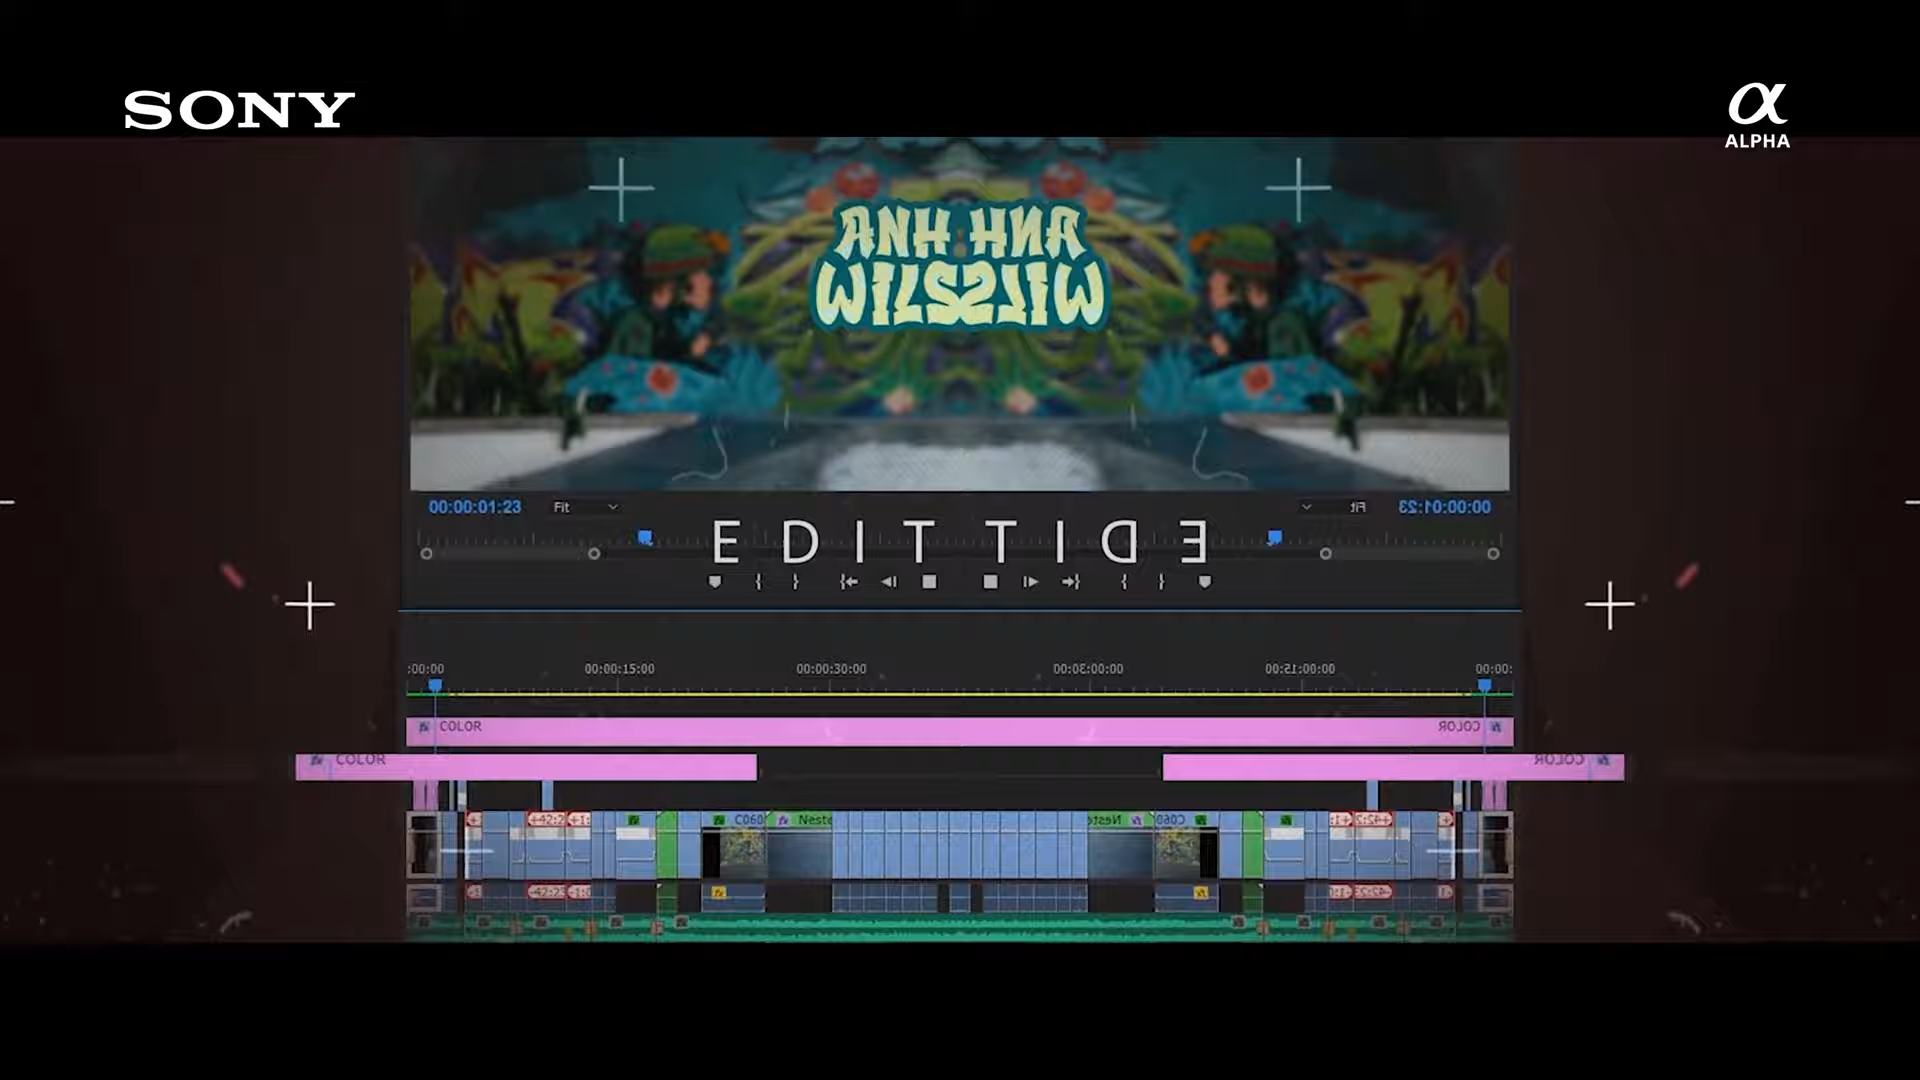 SONY
α
ALPHA
ANH HNA
WILSSLIW
00:00:01:23 Fit Fit 00:00:01:23
EDIT TIDE
:00:00 00:00:15:00 00:00:30:00 00:00:30:00 00:00:15:00 00:00:
COLOR COLOR
COLOR COLOR
C060 Neste Neste C060